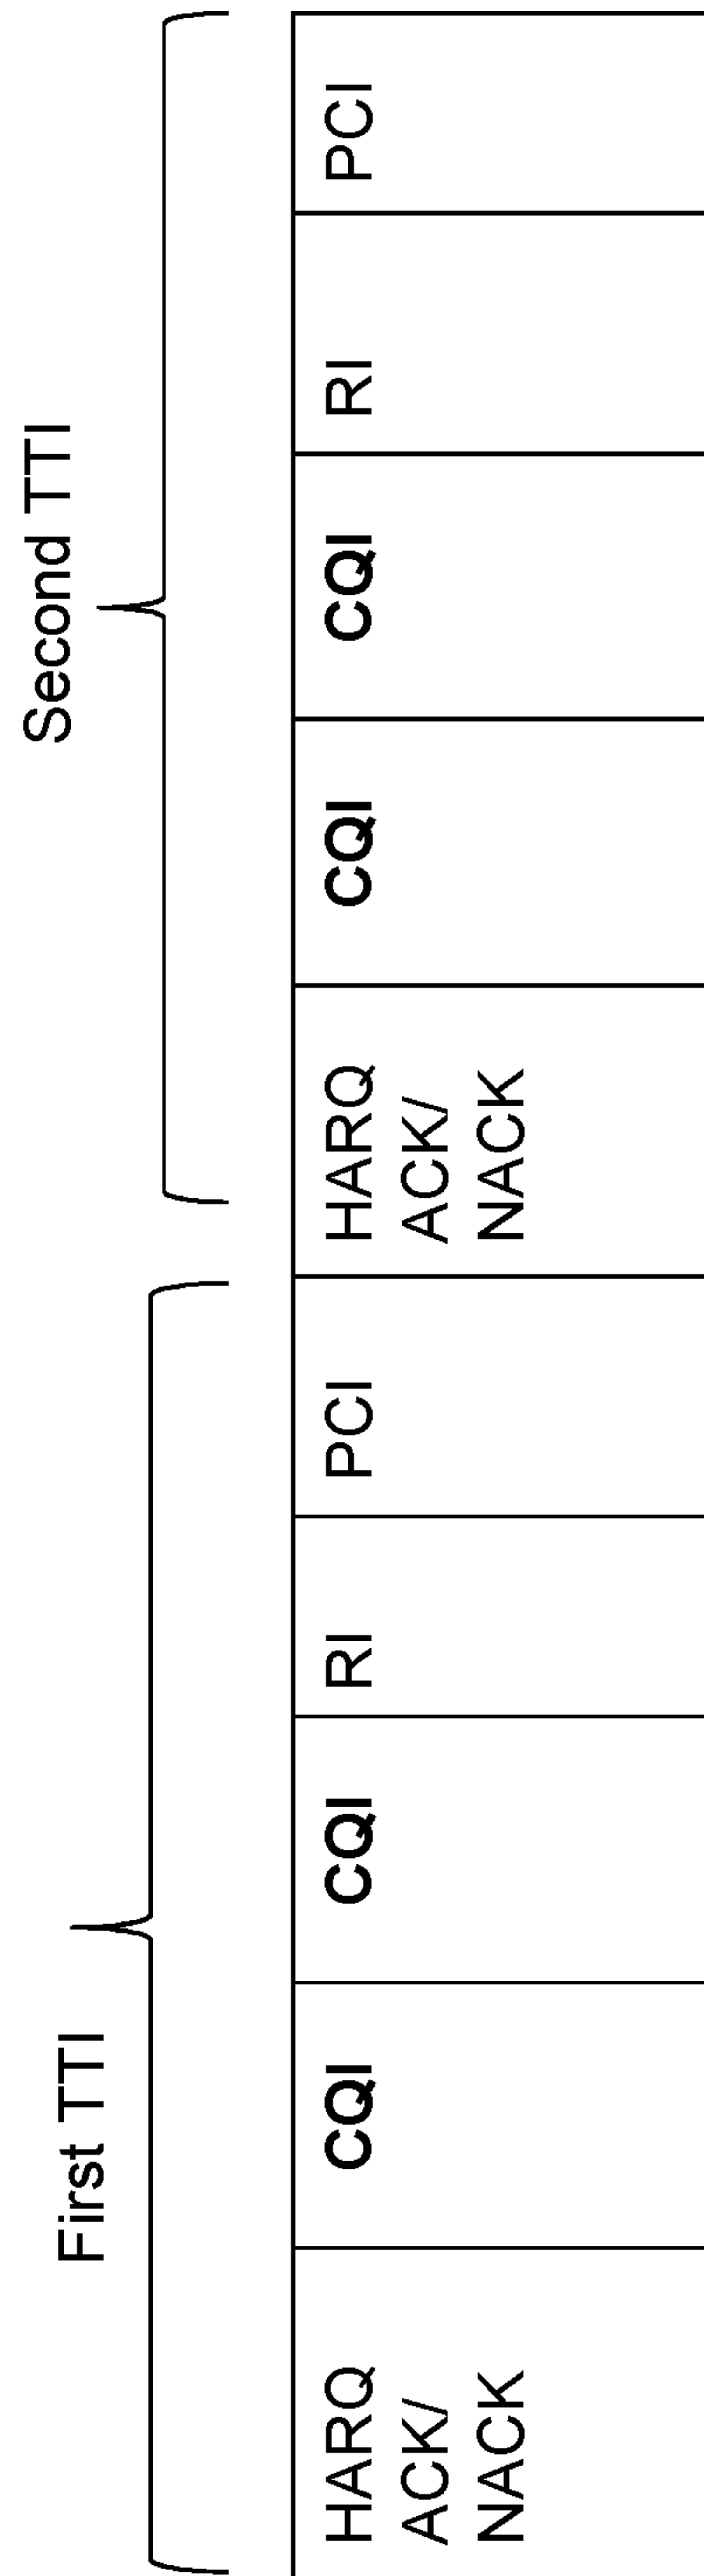 First TTI
Second TTI
HARQ
ACK/
NACK
CQI
CQI
RI
PCI
HARQ
ACK/
NACK
CQI
CQI
RI
PCI